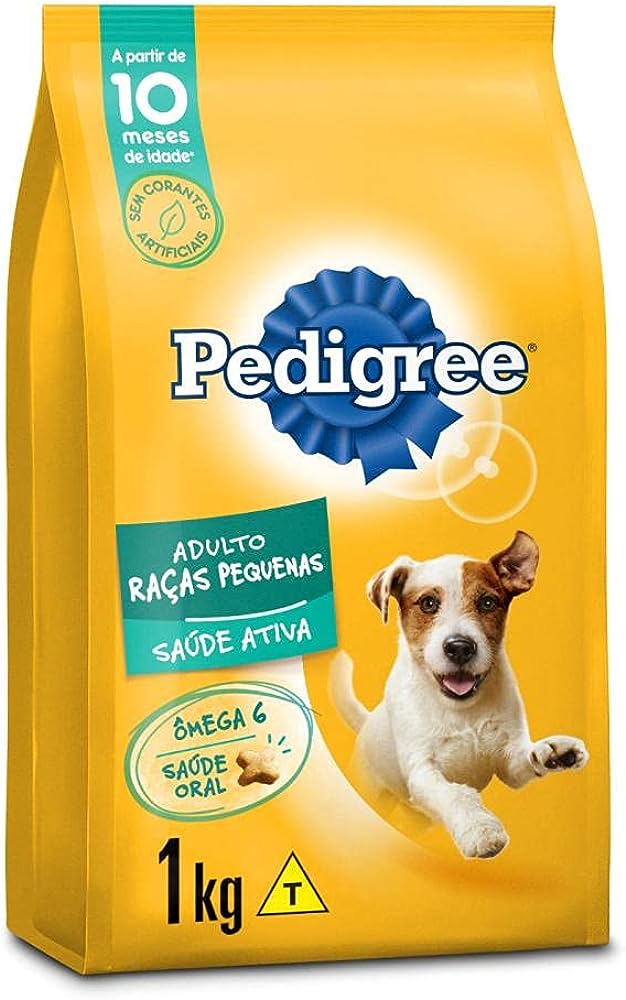 A partir de
10
meses
de idade*
SEM CORANTES
ARTIFICIAIS
Pedigree®
ADULTO
RAÇAS PEQUENAS
SAÚDE ATIVA
ÔMEGA 6
SAÚDE
ORAL
1kg
T